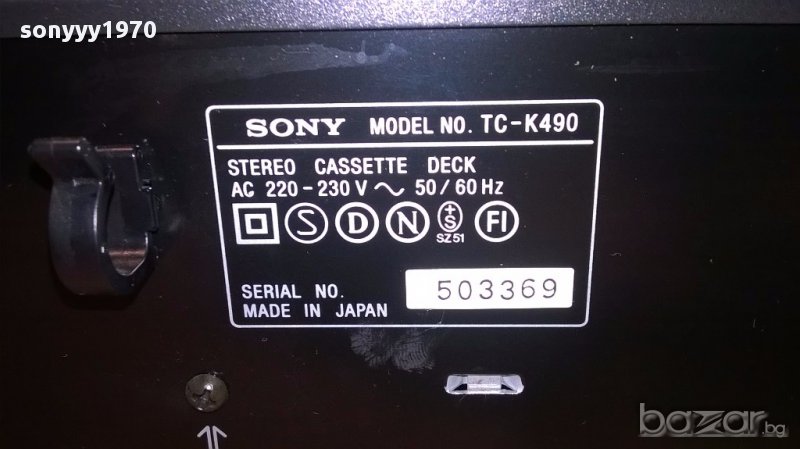 sonyyy1970
SONY MODEL NO. TC-K490
STEREO CASSETTE DECK
AC 220-230 V ~ 50/60 Hz
S D N +S FI
SZ51
SERIAL NO. 503369
MADE IN JAPAN
bazar.bg